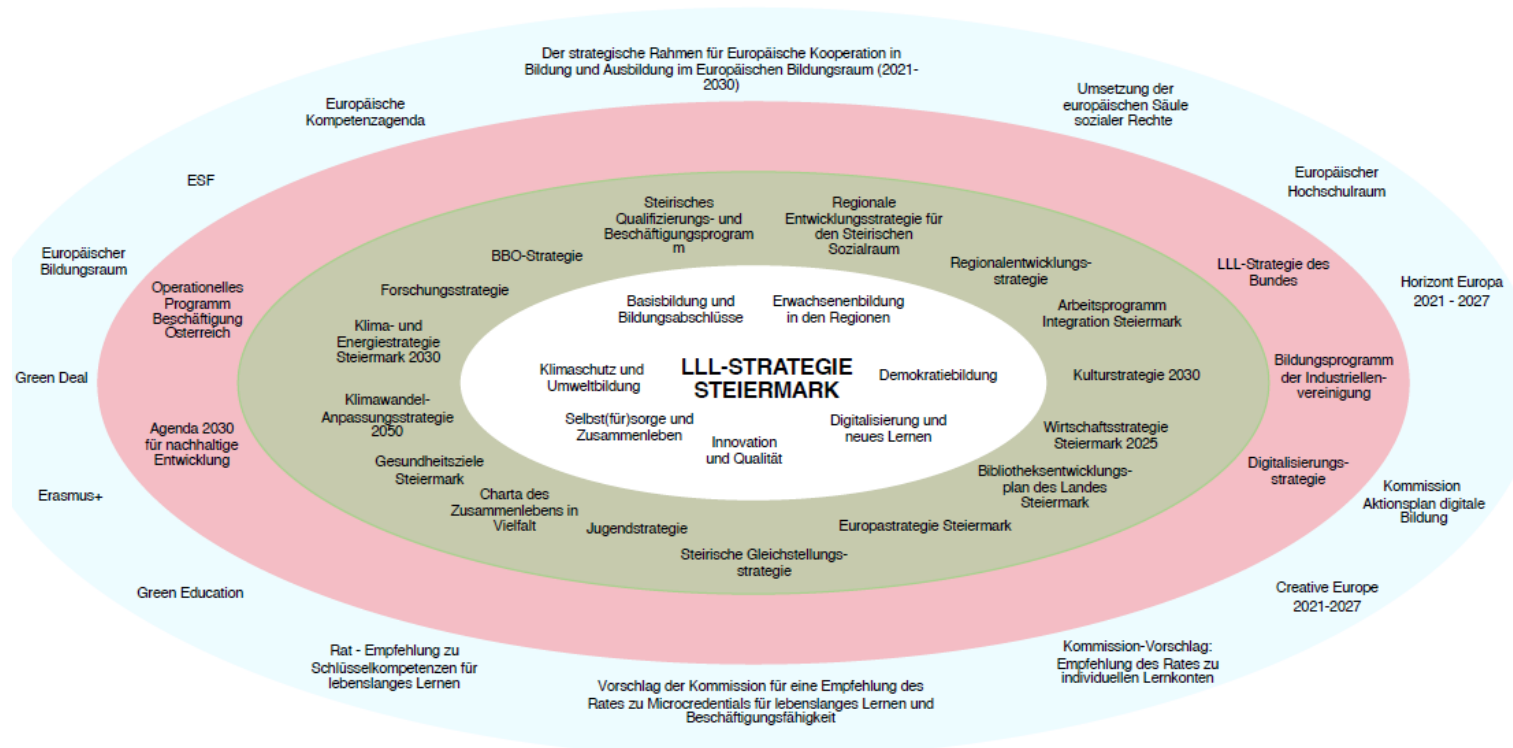 Der strategische Rahmen für Europäische Kooperation in
Bildung und Ausbildung im Europäischen Bildungsraum (2021-
2030)
Umsetzung der
europäischen Säule
sozialer Rechte
Europäische
Kompetenzagenda
Europäischer
Hochschulraum
ESF
Europäischer
Bildungsraum
Horizont Europa
2021 - 2027
Green Deal
Kommission
Aktionsplan digitale
Bildung
Erasmus+
Creative Europe
2021-2027
Green Education
Rat - Empfehlung zu
Schlüsselkompetenzen für
lebenslanges Lernen
Vorschlag der Kommission für eine Empfehlung des
Rates zu Microcredentials für lebenslanges Lernen und
Beschäftigungsfähigkeit
Kommission-Vorschlag:
Empfehlung des Rates zu
individuellen Lernkonten
Operationelles
Programm
Beschäftigung
Österreich
Agenda 2030
für nachhaltige
Entwicklung
LLL-Strategie des
Bundes
Bildungsprogramm
der Industriellen-
vereinigung
Digitalisierungs-
strategie
Steirisches
Qualifizierungs- und
Beschäftigungsprogram
m
Regionale
Entwicklungsstrategie für
den Steirischen
Sozialraum
BBO-Strategie
Regionalentwicklungs-
strategie
Forschungsstrategie
Arbeitsprogramm
Integration Steiermark
Klima- und
Energiestrategie
Steiermark 2030
Kulturstrategie 2030
Klimawandel-
Anpassungsstrategie
2050
Wirtschaftsstrategie
Steiermark 2025
Gesundheitsziele
Steiermark
Bibliotheksentwicklungs-
plan des Landes
Steiermark
Charta des
Zusammenlebens in
Vielfalt
Jugendstrategie
Europastrategie Steiermark
Steirische Gleichstellungs-
strategie
Basisbildung und
Bildungsabschlüsse
Erwachsenenbildung
in den Regionen
Klimaschutz und
Umweltbildung
LLL-STRATEGIE
STEIERMARK
Demokratiebildung
Selbst(für)sorge und
Zusammenleben
Innovation
und Qualität
Digitalisierung und
neues Lernen